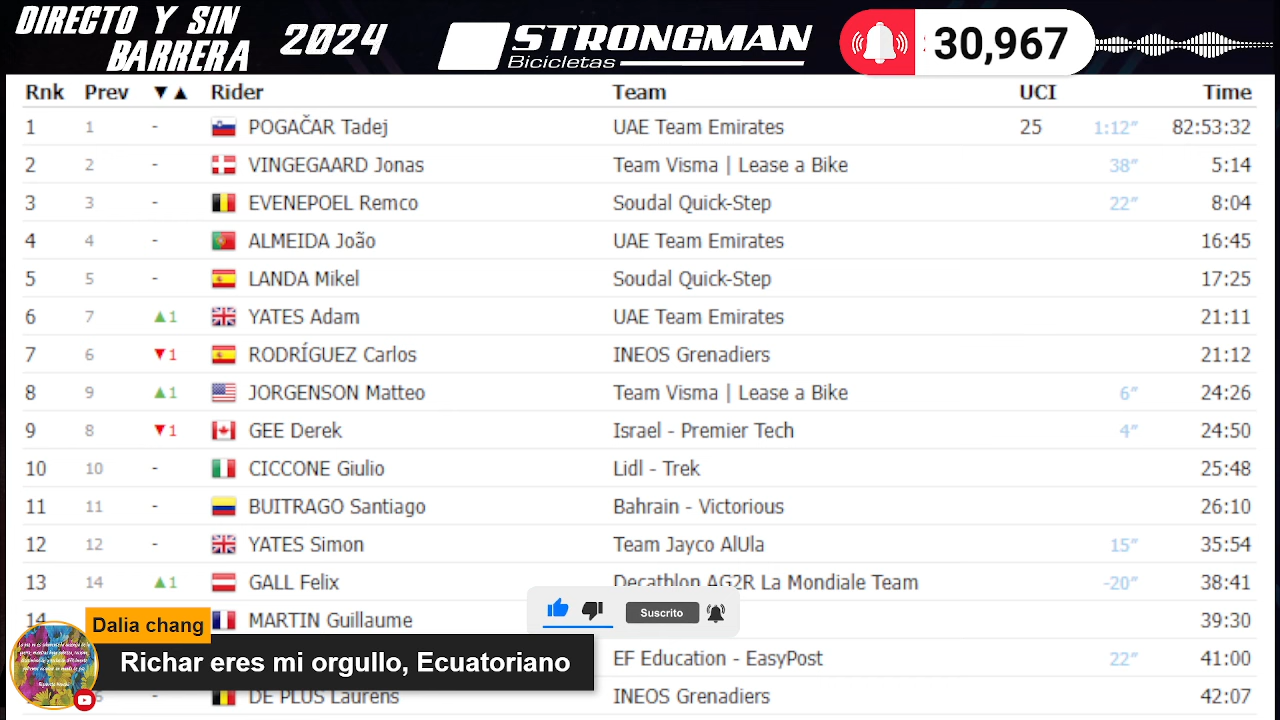 DIRECTO Y SIN BARRERA 2024 STRONGMAN Bicicletas 30,967
Rnk Prev ▼▲ Rider Team UCI Time
1 1 - POGAČAR Tadej UAE Team Emirates 25 1:12″ 82:53:32
2 2 - VINGEGAARD Jonas Team Visma | Lease a Bike 38″ 5:14
3 3 - EVENEPOEL Remco Soudal Quick-Step 22″ 8:04
4 4 - ALMEIDA João UAE Team Emirates 16:45
5 5 - LANDA Mikel Soudal Quick-Step 17:25
6 7 ▲1 YATES Adam UAE Team Emirates 21:11
7 6 ▼1 RODRÍGUEZ Carlos INEOS Grenadiers 21:12
8 9 ▲1 JORGENSON Matteo Team Visma | Lease a Bike 6″ 24:26
9 8 ▼1 GEE Derek Israel - Premier Tech 4″ 24:50
10 10 - CICCONE Giulio Lidl - Trek 25:48
11 11 - BUITRAGO Santiago Bahrain - Victorious 26:10
12 12 - YATES Simon Team Jayco AlUla 15″ 35:54
13 14 ▲1 GALL Felix Decathlon AG2R La Mondiale Team -20″ 38:41
14 MARTIN Guillaume Suscrito 39:30
Dalia chang
Richar eres mi orgullo, Ecuatoriano
EF Education - EasyPost 22″ 41:00
- DE PLUS Laurens INEOS Grenadiers 42:07